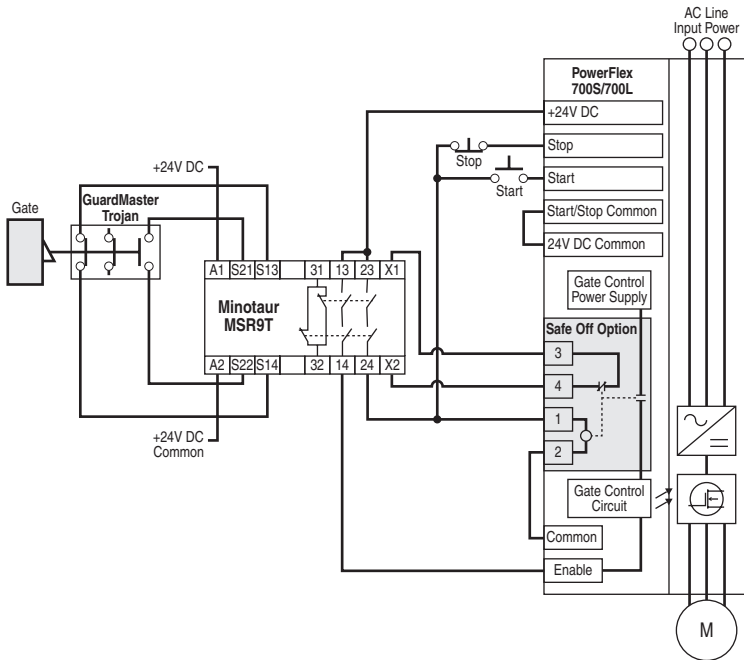 AC Line
Input Power
PowerFlex
700S/700L
+24V DC
Stop
Stop
Start
Start
Start/Stop Common
24V DC Common
+24V DC
GuardMaster
Trojan
Gate
A1 S21 S13 31 13 23 X1
Minotaur
MSR9T
A2 S22 S14 32 14 24 X2
+24V DC
Common
Gate Control
Power Supply
Safe Off Option
3
4
1
2
Gate Control
Circuit
Common
Enable
M